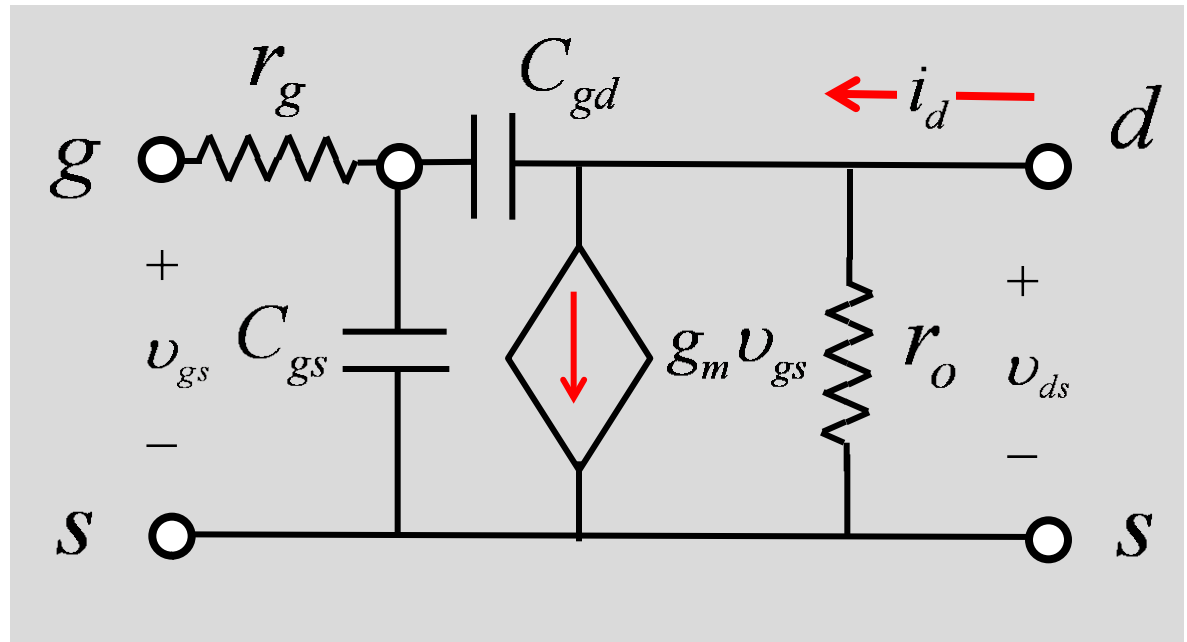 r_g
C_gd
i_d
g
d
+
υ_gs
−
C_gs
g_m υ_gs
r_o
+
υ_ds
−
s
s